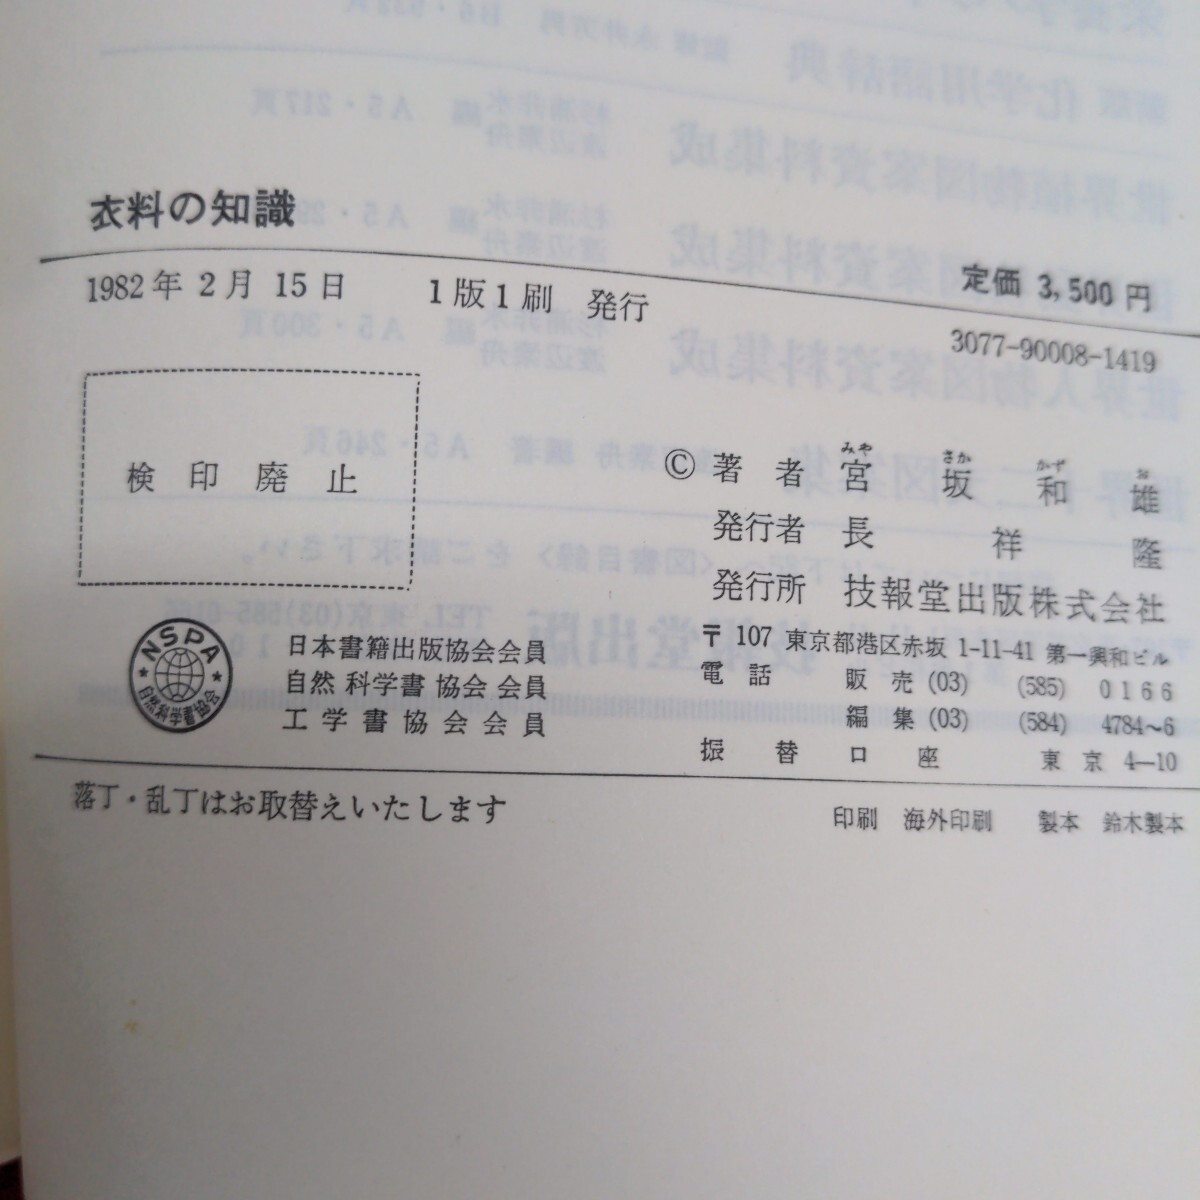 衣料の知識
1982年 2月 15日 1版1刷 発行
定価 3,500 円
3077-90008-1419
検印廃止
© 著者 宮坂和雄
みや さか かず お
発行者 長 祥隆
発行所 技報堂出版株式会社
〒107 東京都港区赤坂 1-11-41 第一興和ビル
電話 販売 (03) (585) 0166
編集 (03) (584) 4784~6
振替口座 東京 4-10
NSPA
自然科学書協会
日本書籍出版協会会員
自然科学書協会会員
工学書協会会員
落丁・乱丁はお取替えいたします
印刷 海外印刷 製本 鈴木製本